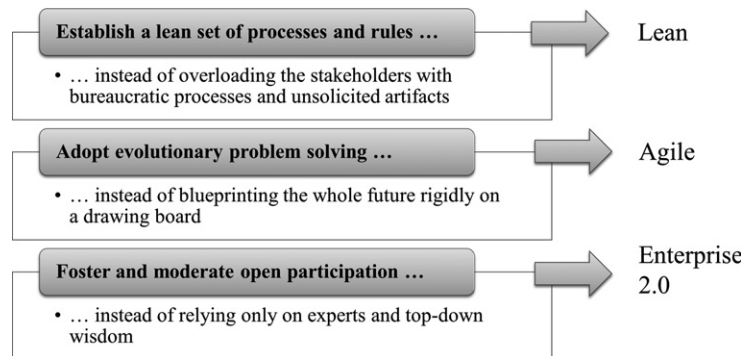 Establish a lean set of processes and rules …
Lean
• … instead of overloading the stakeholders with
bureaucratic processes and unsolicited artifacts
Adopt evolutionary problem solving …
Agile
• … instead of blueprinting the whole future rigidly on
a drawing board
Foster and moderate open participation …
Enterprise
2.0
• … instead of relying only on experts and top-down
wisdom